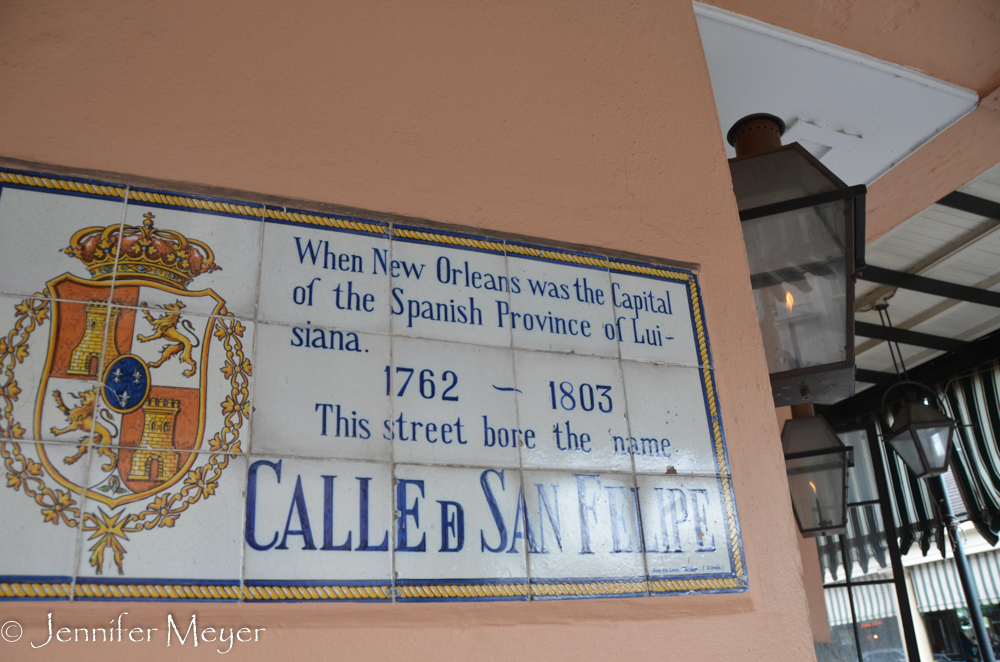 When New Orleans was the Capital
of the Spanish Province of Lui-
siana.
1762 - 1803
This street bore the name
CALLE D SAN FELIPE
© Jennifer Meyer